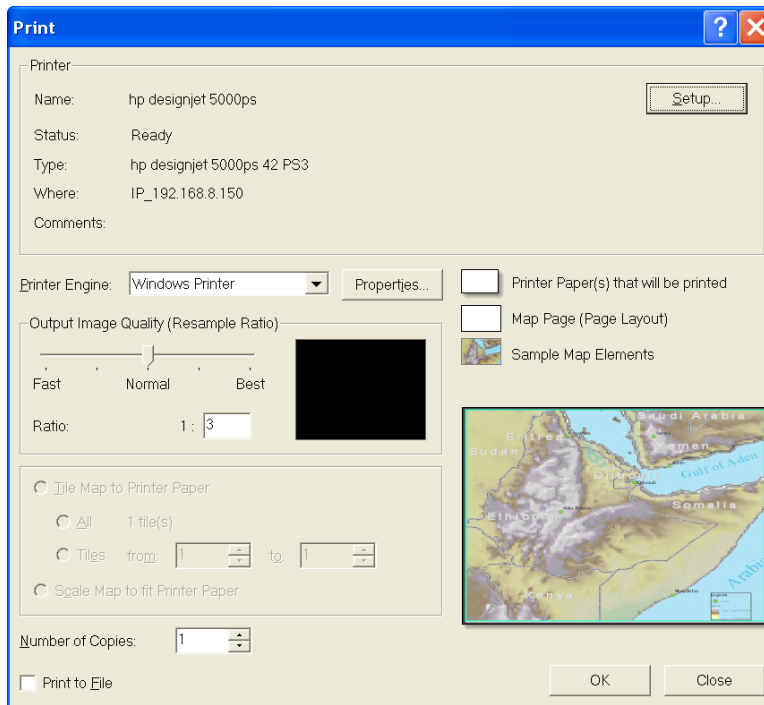 Print
Printer
Name: hp designjet 5000ps
Setup...
Status: Ready
Type: hp designjet 5000ps 42 PS3
Where: IP_192.168.8.150
Comments:
Printer Engine: Windows Printer
Properties...
Printer Paper(s) that will be printed
Map Page (Page Layout)
Sample Map Elements
Output Image Quality (Resample Ratio)
Fast Normal Best
Ratio: 1 : 3
Tile Map to Printer Paper
All 1 tile(s)
Tiles from: 1 to: 1
Scale Map to fit Printer Paper
Saudi Arabia
Eritrea
Yemen
Sudan
Djibouti
Gulf of Aden
Somalia
Ethiopia
Arabia
Kenya
Number of Copies: 1
Print to File
OK
Close